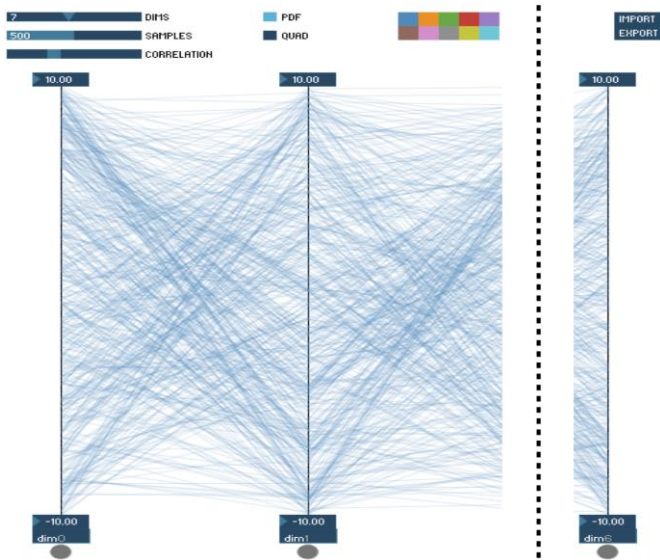 7 DIMS
500 SAMPLES
CORRELATION
PDF
QUAD
IMPORT
EXPORT
10.00 10.00 10.00
-10.00 -10.00 -10.00
dim0 dim1 dim6